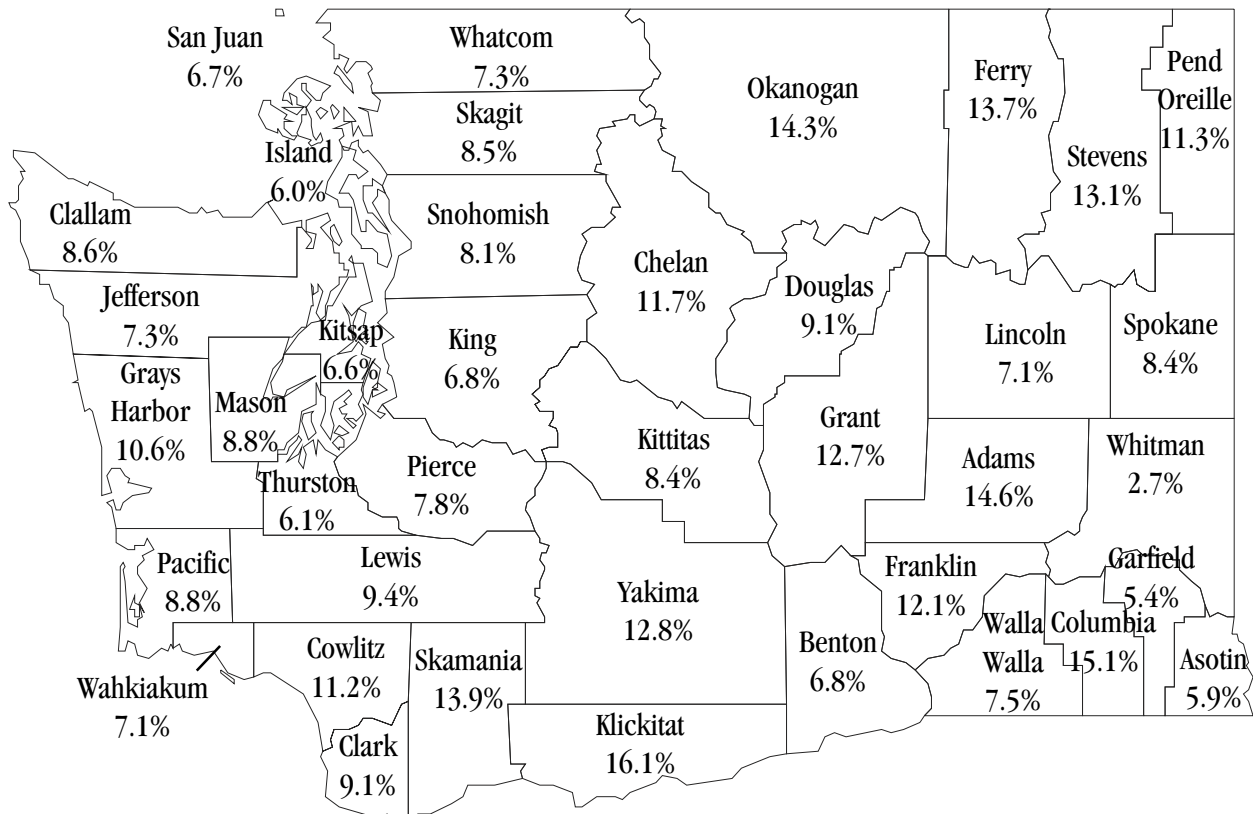 San Juan
6.7%
Whatcom
7.3%
Okanogan
14.3%
Ferry
13.7%
Pend
Oreille
11.3%
Skagit
8.5%
Island
6.0%
Stevens
13.1%
Clallam
8.6%
Snohomish
8.1%
Chelan
11.7%
Douglas
9.1%
Jefferson
7.3%
Kitsap
6.6%
King
6.8%
Lincoln
7.1%
Spokane
8.4%
Grays
Harbor
10.6%
Mason
8.8%
Pierce
7.8%
Kittitas
8.4%
Grant
12.7%
Adams
14.6%
Whitman
2.7%
Thurston
6.1%
Pacific
8.8%
Lewis
9.4%
Yakima
12.8%
Franklin
12.1%
Garfield
5.4%
Wahkiakum
7.1%
Cowlitz
11.2%
Skamania
13.9%
Benton
6.8%
Walla
Walla
7.5%
Columbia
15.1%
Asotin
5.9%
Clark
9.1%
Klickitat
16.1%